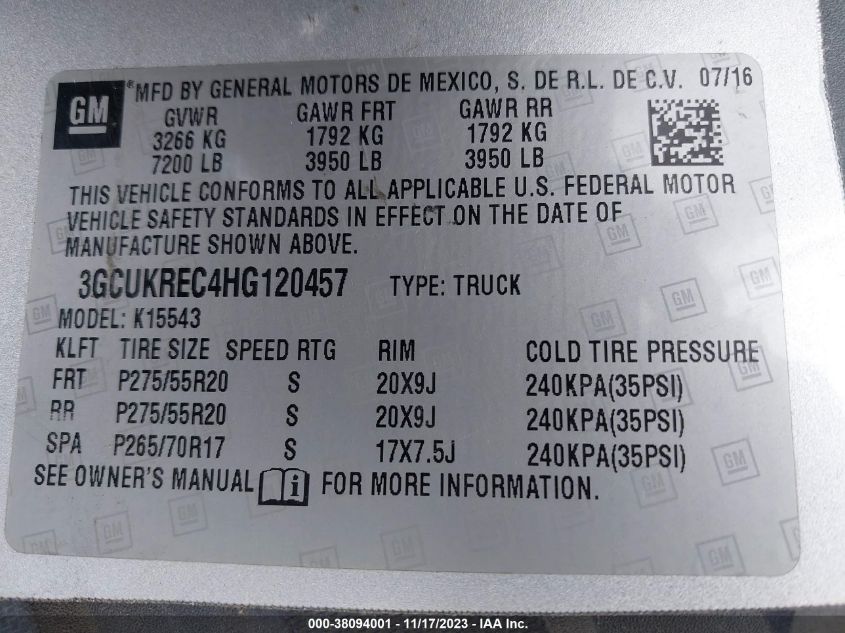 GM
® MFD BY GENERAL MOTORS DE MEXICO, S. DE R.L. DE C.V. 07/16
GVWR GAWR FRT GAWR RR
3266 KG 1792 KG 1792 KG
7200 LB 3950 LB 3950 LB
THIS VEHICLE CONFORMS TO ALL APPLICABLE U.S. FEDERAL MOTOR
VEHICLE SAFETY STANDARDS IN EFFECT ON THE DATE OF
MANUFACTURE SHOWN ABOVE.
3GCUKREC4HG120457 TYPE: TRUCK
MODEL: K15543
KLFT TIRE SIZE SPEED RTG RIM COLD TIRE PRESSURE
FRT P275/55R20 S 20X9J 240KPA(35PSI)
RR P275/55R20 S 20X9J 240KPA(35PSI)
SPA P265/70R17 S 17X7.5J 240KPA(35PSI)
SEE OWNER'S MANUAL i FOR MORE INFORMATION.
000-38094001 - 11/17/2023 - IAA Inc.